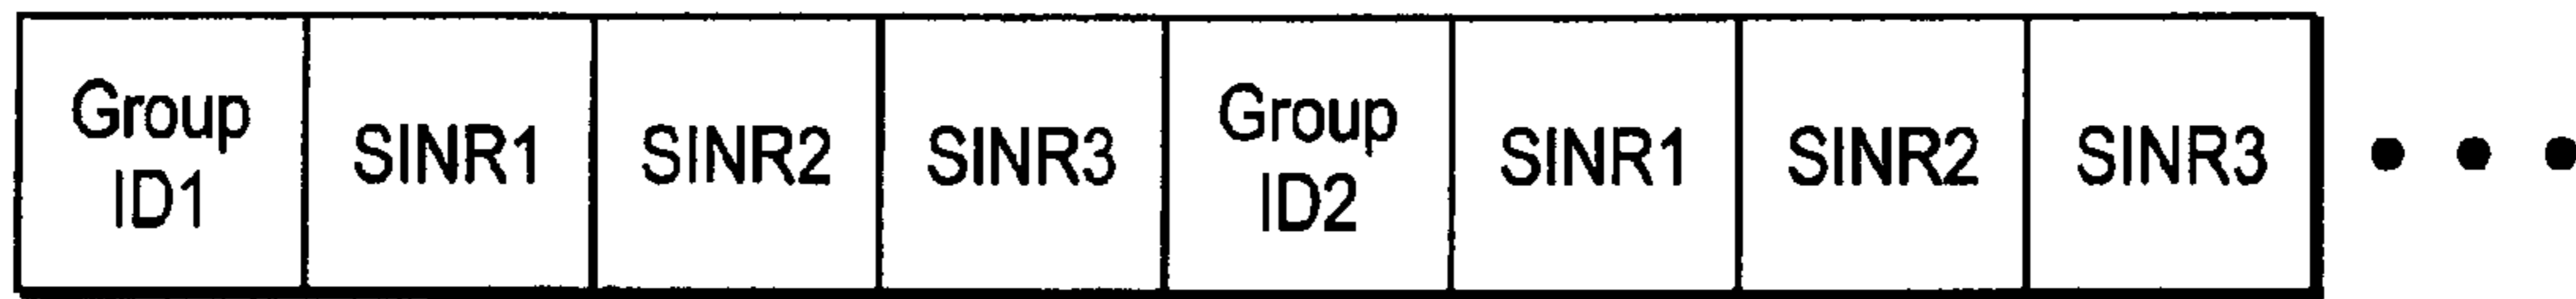 Group
ID1
SINR1
SINR2
SINR3
Group
ID2
SINR1
SINR2
SINR3
• • •